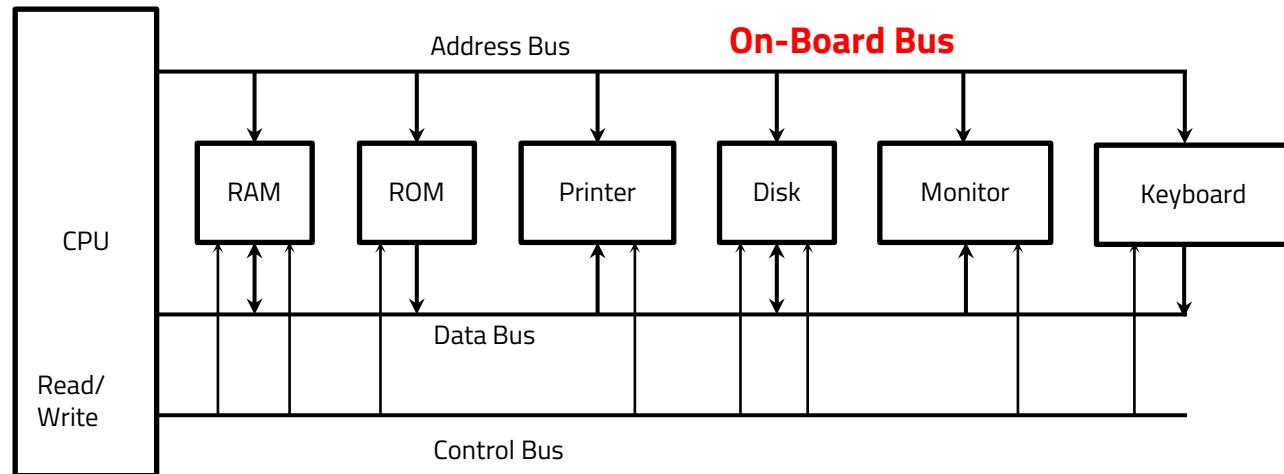 Address Bus
On-Board Bus
RAM
ROM
Printer
Disk
Monitor
Keyboard
CPU
Data Bus
Read/
Write
Control Bus